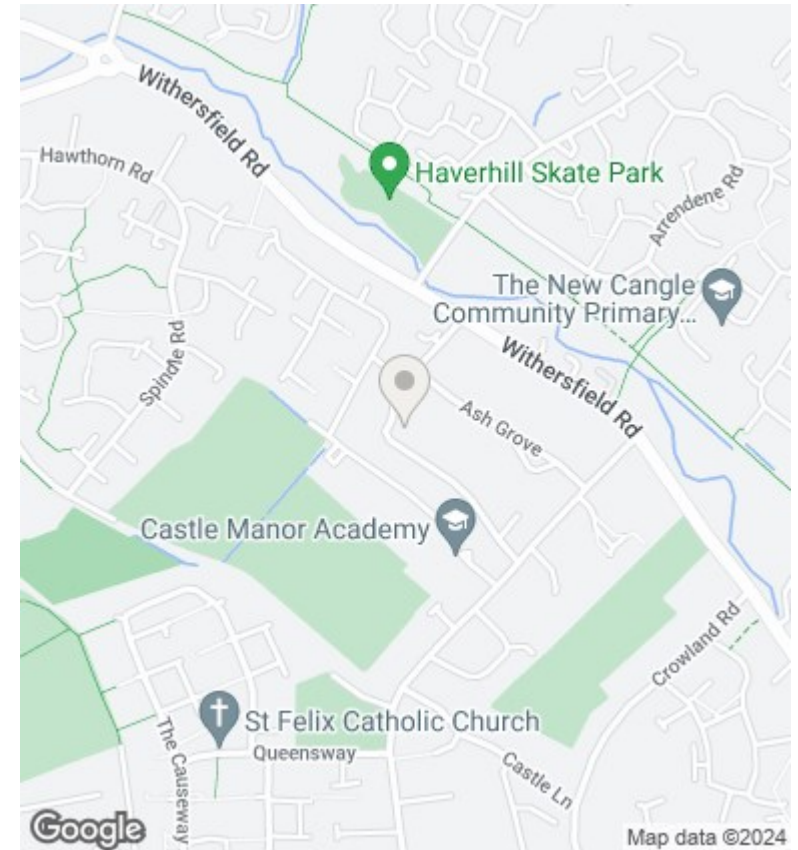 Withersfield Rd
Hawthorn Rd
Haverhill Skate Park
Arrendene Rd
The New Cangle
Community Primary...
Spindle Rd
Withersfield Rd
Ash Grove
Castle Manor Academy
Crowland Rd
St Felix Catholic Church
The Causeway
Queensway
Castle Ln
Google
Map data ©2024